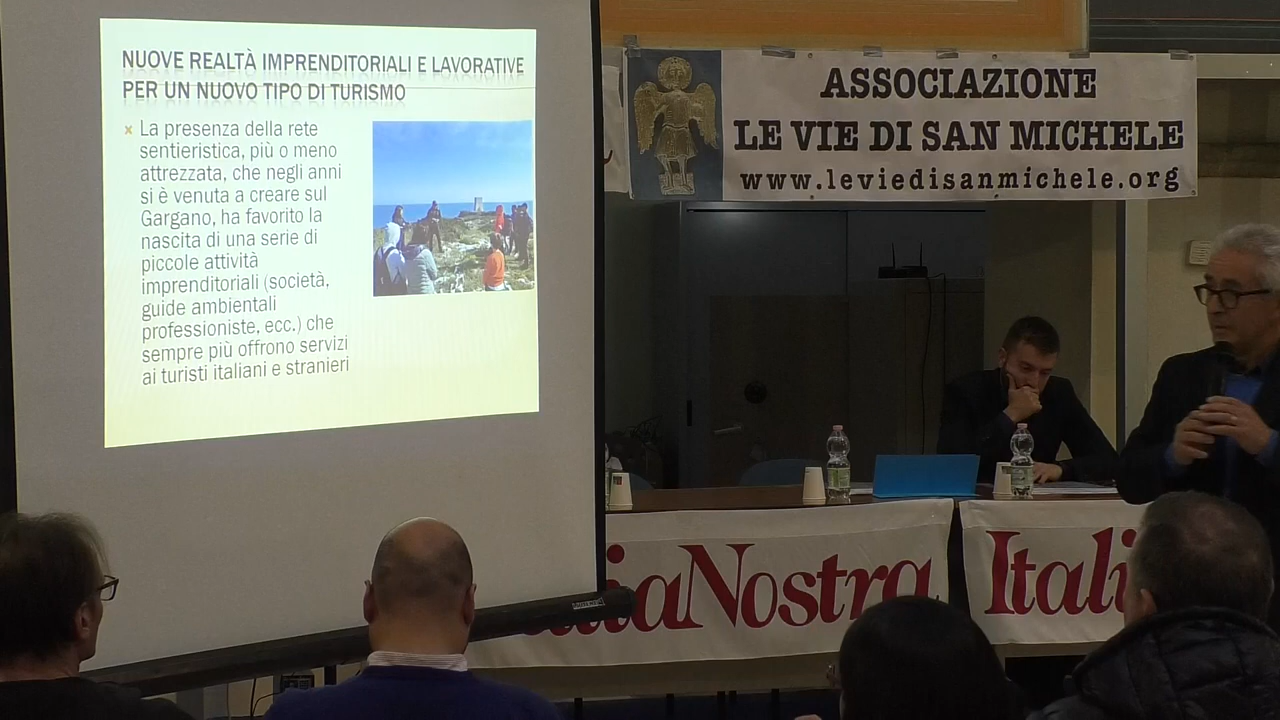 NUOVE REALTÀ IMPRENDITORIALI E LAVORATIVE
PER UN NUOVO TIPO DI TURISMO
La presenza della rete
sentieristica, più o meno
attrezzata, che negli anni
si è venuta a creare sul
Gargano, ha favorito la
nascita di una serie di
piccole attività
imprenditoriali (società,
guide ambientali
professioniste, ecc.) che
sempre più offrono servizi
ai turisti italiani e stranieri
ASSOCIAZIONE
LE VIE DI SAN MICHELE
www.leviedisanmichele.org
iaNostra
Itali